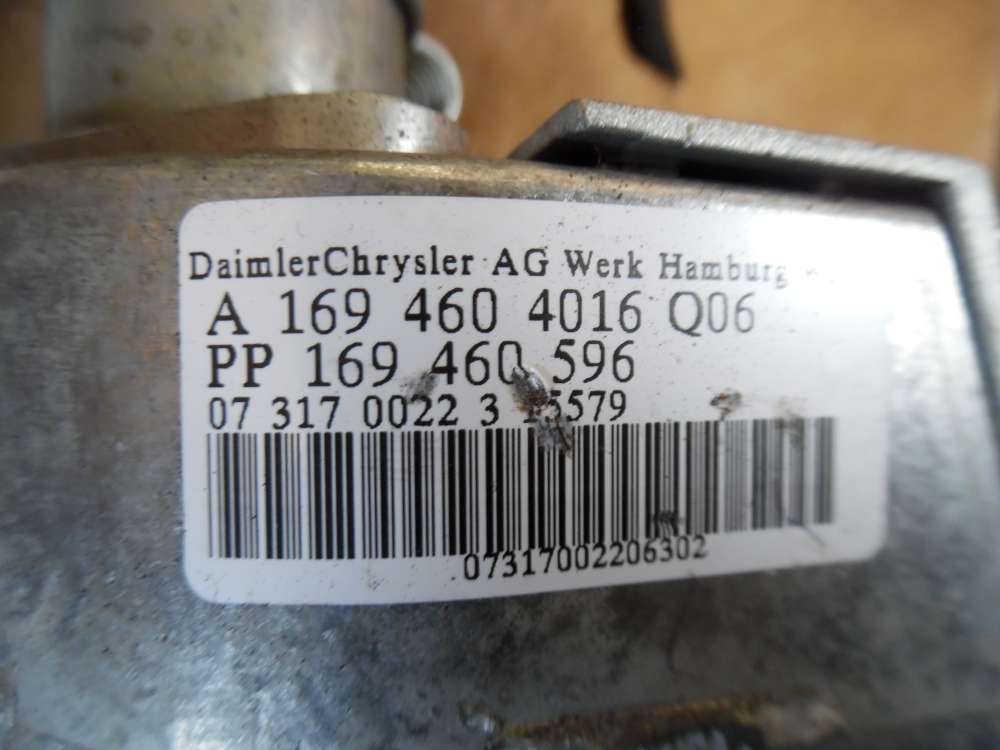 DaimlerChrysler AG Werk Hamburg
A 169 460 4016 Q06
PP 169 460 596
07 317 0022 3
07317002206302